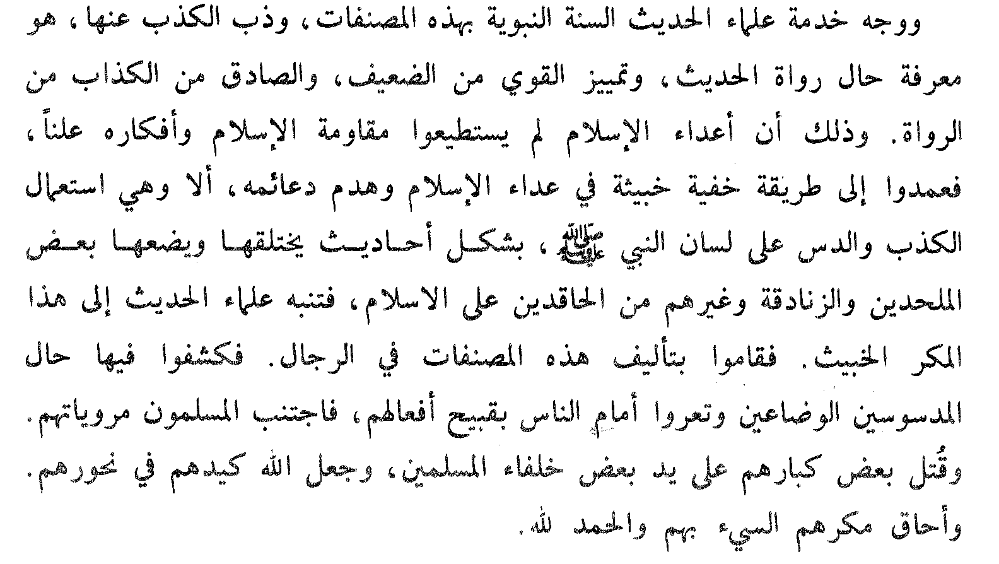 ووجه خدمة علماء الحديث السنة النبوية بهذه المصنفات، وذب الكذب عنها، هو
معرفة حال رواة الحديث، وتمييز القوي من الضعيف، والصادق من الكذاب من
الرواة. وذلك أن أعداء الإسلام لم يستطيعوا مقاومة الإسلام وأفكاره علناً،
فعمدوا إلى طريقة خفية خبيثة في عداء الإسلام وهدم دعائمه، ألا وهي استعمال
الكذب والدس على لسان النبي ﷺ، بشكل أحاديث يختلقها ويضعها بعض
الملحدين والزنادقة وغيرهم من الحاقدين على الاسلام، فتنبه علماء الحديث إلى هذا
المكر الخبيث. فقاموا بتأليف هذه المصنفات في الرجال. فكشفوا فيها حال
المدسوسين الوضاعين وتعروا أمام الناس بقبيح أفعالهم، فاجتنب المسلمون مروياتهم.
وقُتل بعض كبارهم على يد بعض خلفاء المسلمين، وجعل الله كيدهم في نحورهم.
وأحاق مكرهم السيء بهم والحمد لله.